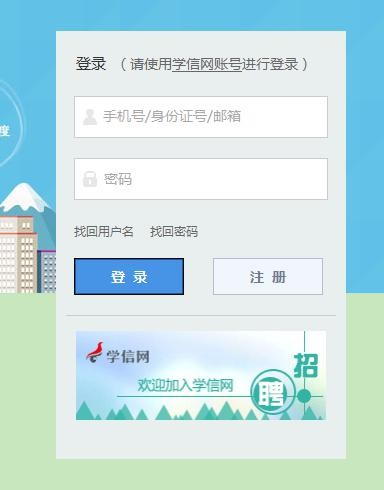 登录 （请使用学信网账号进行登录）
度
手机号/身份证号/邮箱
密码
找回用户名 找回密码
登 录 注 册
学信网
招
欢迎加入学信网
聘